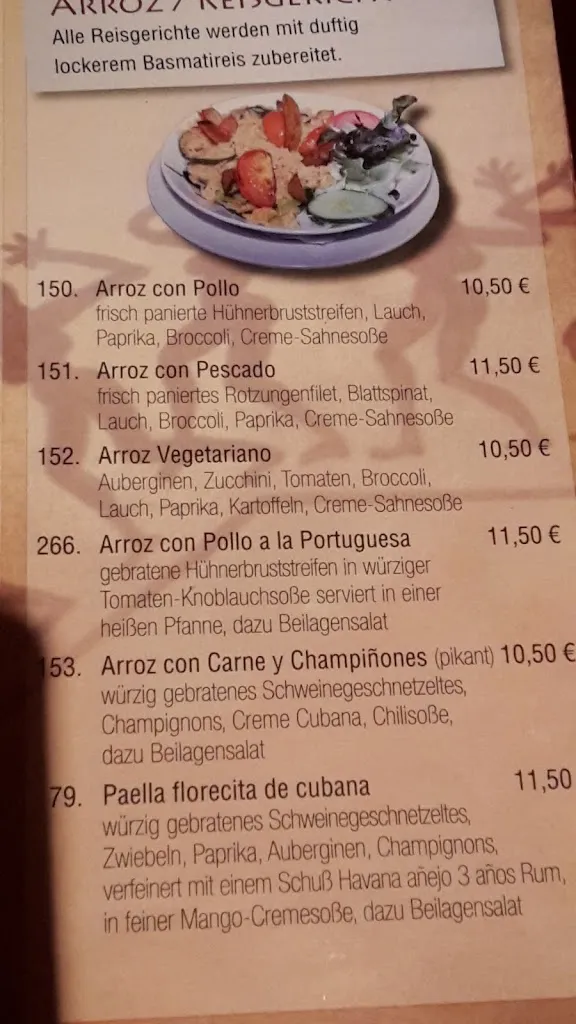 ARROZ / REISGERICHT
Alle Reisgerichte werden mit duftig
lockerem Basmatireis zubereitet.
150. Arroz con Pollo 10,50 €
frisch panierte Hühnerbruststreifen, Lauch,
Paprika, Broccoli, Creme-Sahnesoße
151. Arroz con Pescado 11,50 €
frisch paniertes Rotzungenfilet, Blattspinat,
Lauch, Broccoli, Paprika, Creme-Sahnesoße
152. Arroz Vegetariano 10,50 €
Auberginen, Zucchini, Tomaten, Broccoli,
Lauch, Paprika, Kartoffeln, Creme-Sahnesoße
266. Arroz con Pollo a la Portuguesa 11,50 €
gebratene Hühnerbruststreifen in würziger
Tomaten-Knoblauchsoße serviert in einer
heißen Pfanne, dazu Beilagensalat
153. Arroz con Carne y Champiñones (pikant) 10,50 €
würzig gebratenes Schweinegeschnetzeltes,
Champignons, Creme Cubana, Chilisoße,
dazu Beilagensalat
79. Paella florecita de cubana 11,50
würzig gebratenes Schweinegeschnetzeltes,
Zwiebeln, Paprika, Auberginen, Champignons,
verfeinert mit einem Schuß Havana añejo 3 años Rum,
in feiner Mango-Cremesoße, dazu Beilagensalat